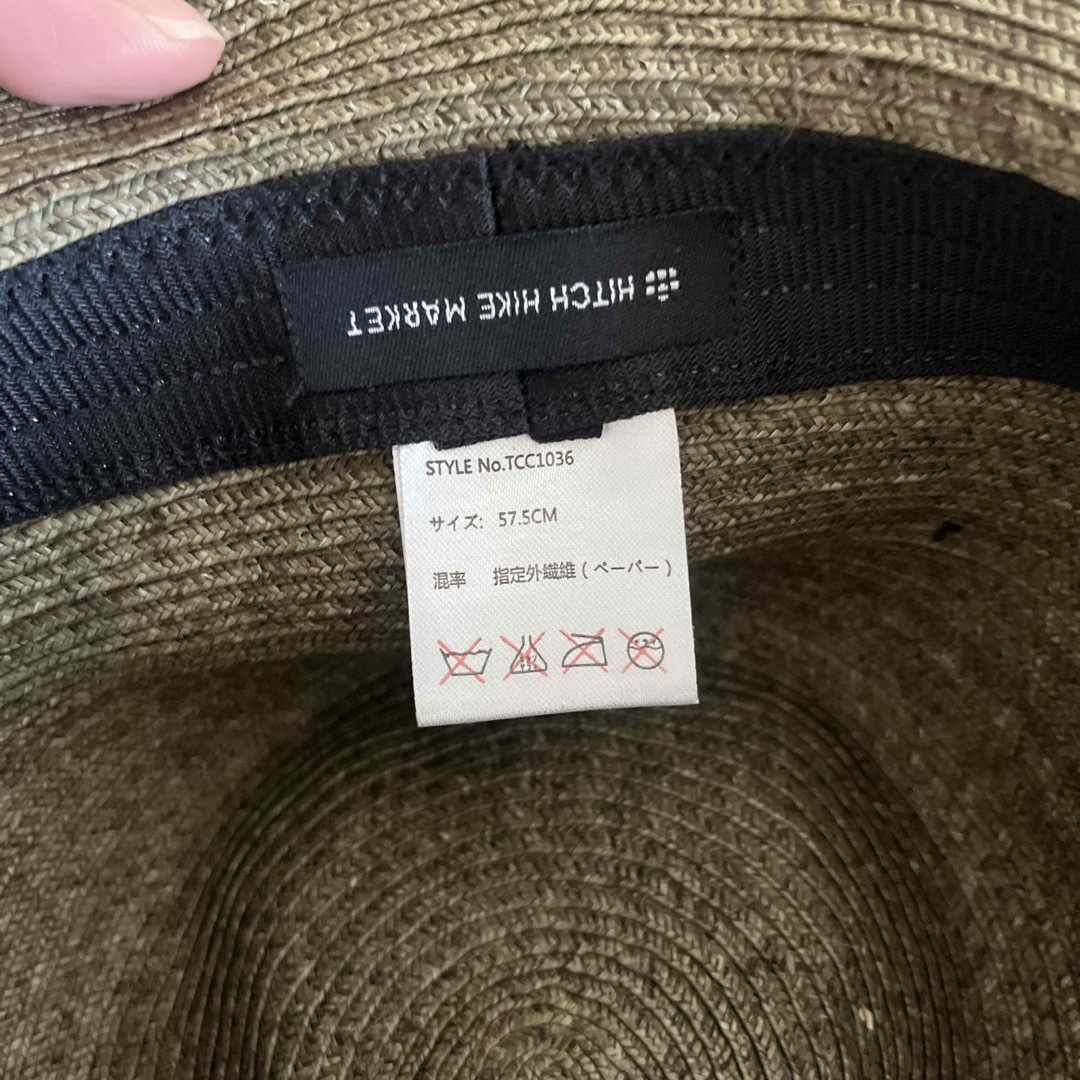 HITCH HIKE MARKET
STYLE No.TCC1036
サイズ: 57.5CM
混率 指定外繊維(ペーパー)